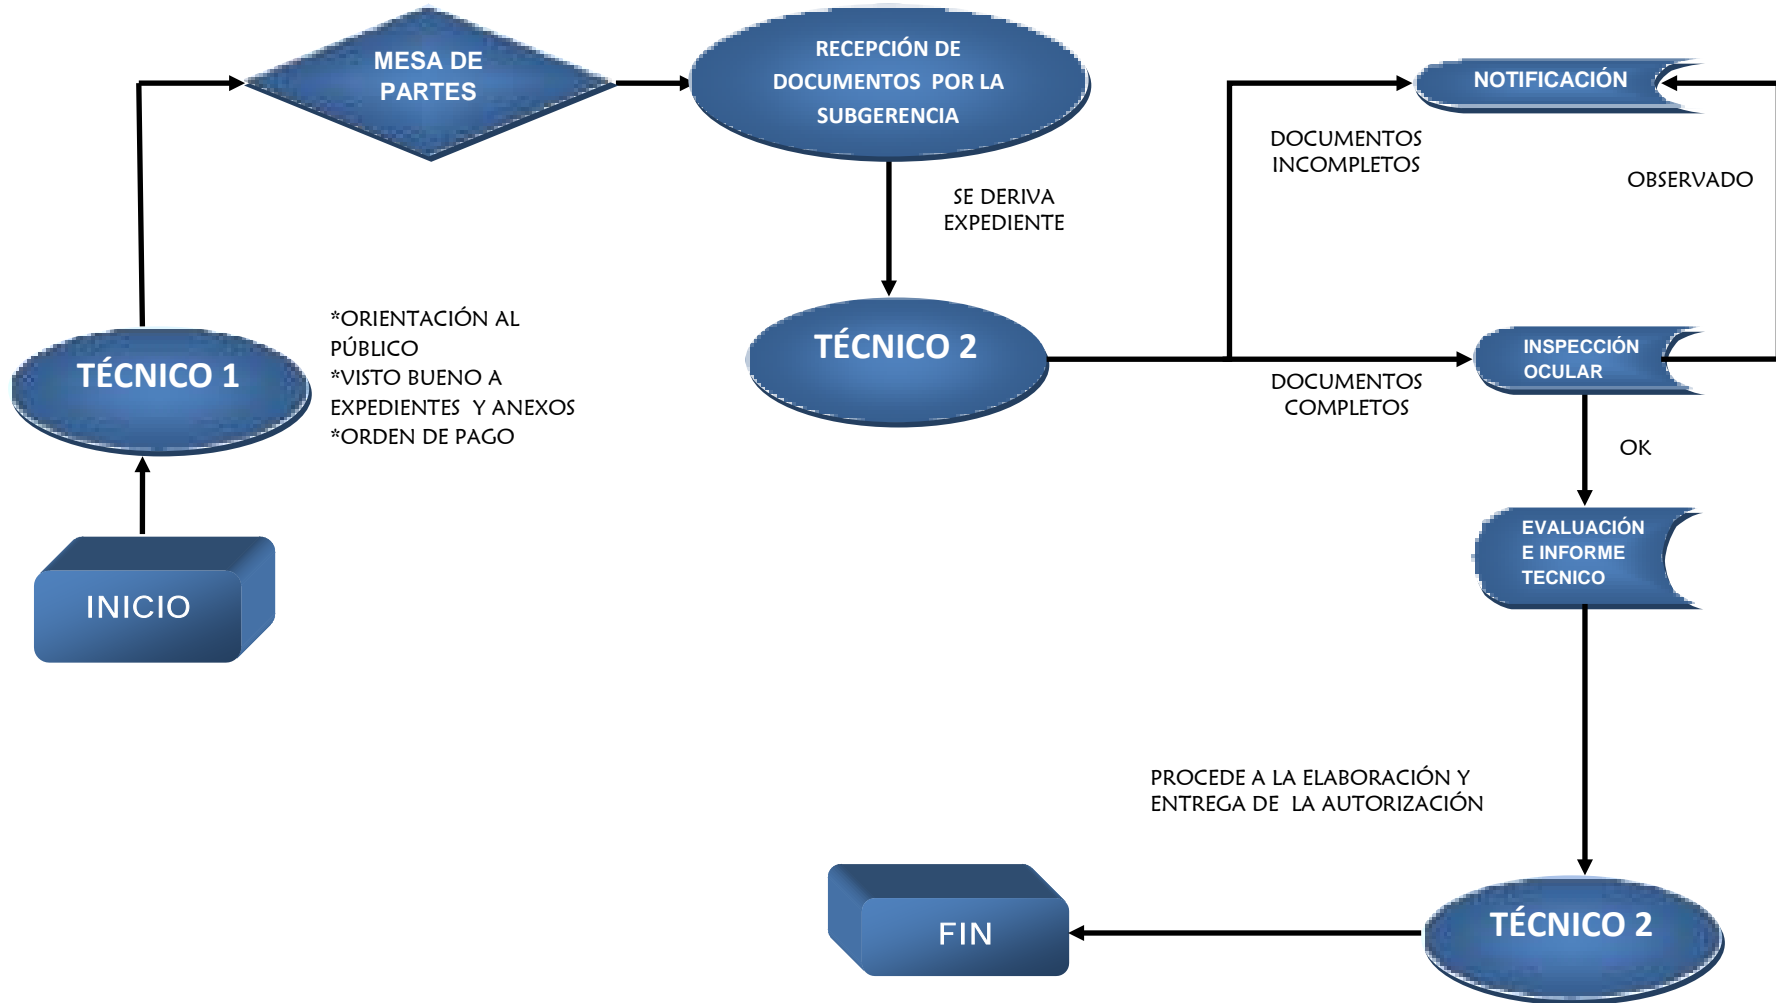 MESA DE
PARTES
RECEPCIÓN DE
DOCUMENTOS POR LA
SUBGERENCIA
NOTIFICACIÓN
DOCUMENTOS
INCOMPLETOS
OBSERVADO
SE DERIVA
EXPEDIENTE
*ORIENTACIÓN AL
PÚBLICO
*VISTO BUENO A
EXPEDIENTES Y ANEXOS
*ORDEN DE PAGO
TÉCNICO 1
TÉCNICO 2
INSPECCIÓN
OCULAR
DOCUMENTOS
COMPLETOS
OK
EVALUACIÓN
E INFORME
TECNICO
INICIO
PROCEDE A LA ELABORACIÓN Y
ENTREGA DE LA AUTORIZACIÓN
FIN
TÉCNICO 2